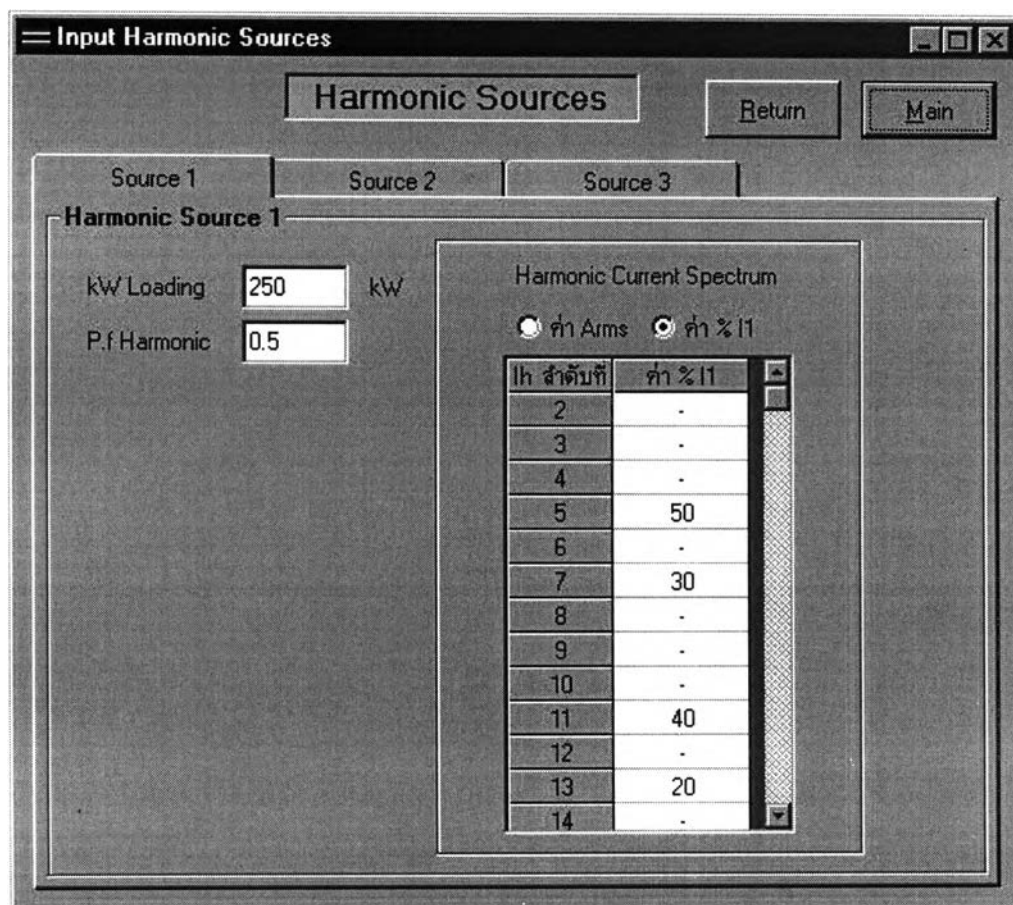 Input Harmonic Sources
Harmonic Sources
Return
Main
Source 1
Source 2
Source 3
Harmonic Source 1
kW Loading 250 kW
P.f Harmonic 0.5
Harmonic Current Spectrum
ค่า Arms ค่า % I1
Ih ลำดับที่ ค่า % I1
2 -
3 -
4 -
5 50
6 -
7 30
8 -
9 -
10 -
11 40
12 -
13 20
14 -